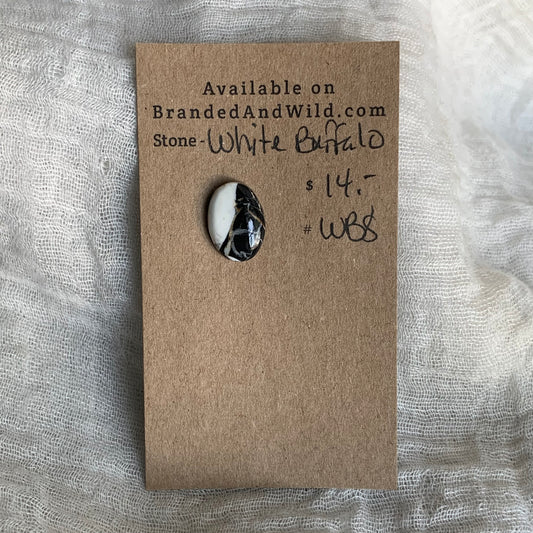 Available on
BrandedAndWild.com
Stone - White Buffalo
$ 14.-
# WB8